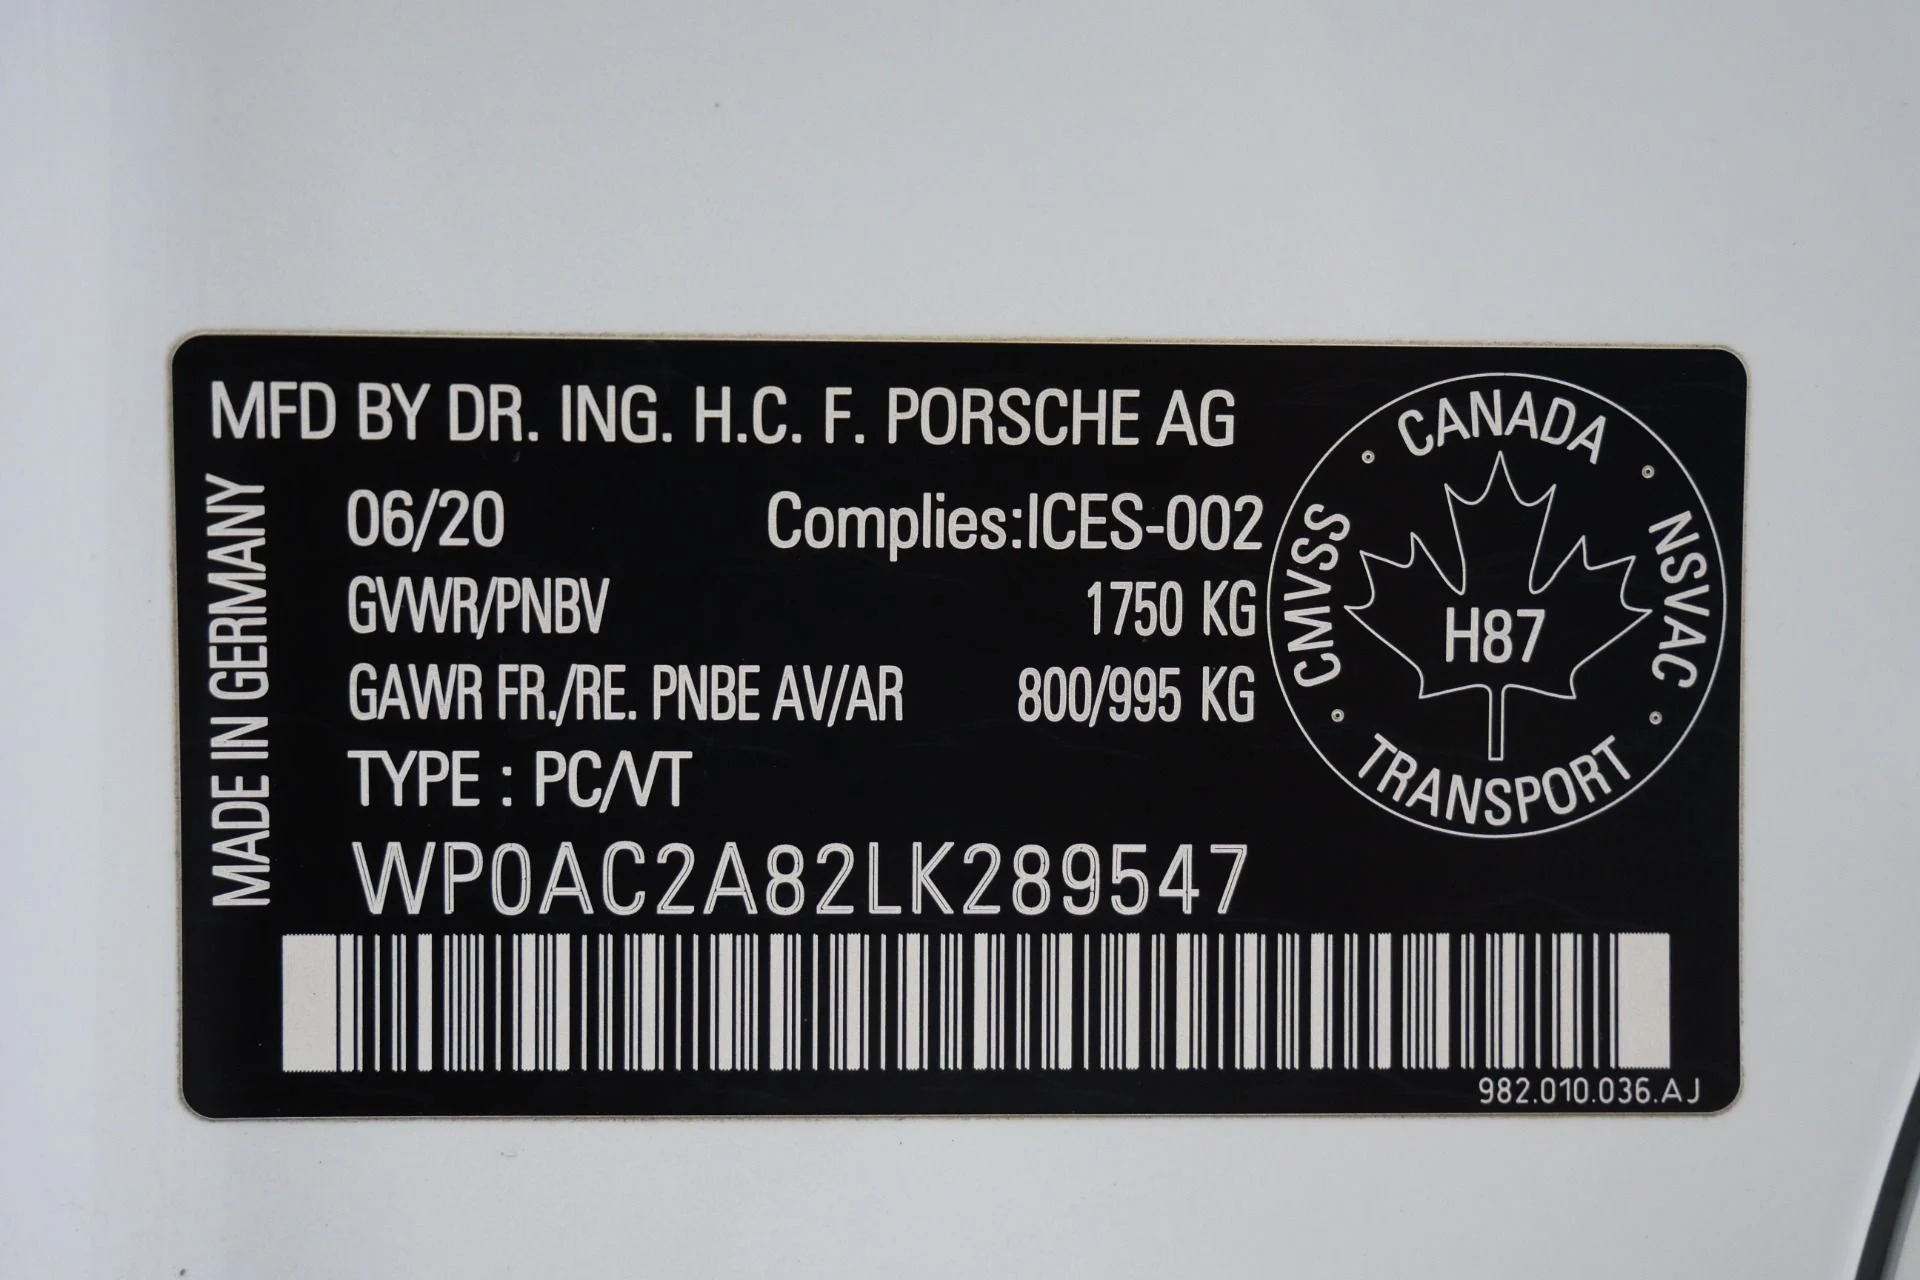 MFD BY DR. ING. H.C. F. PORSCHE AG
MADE IN GERMANY
06/20 Complies:ICES-002
GVWR/PNBV 1750 KG
GAWR FR./RE. PNBE AV/AR 800/995 KG
TYPE : PC/VT
WP0AC2A82LK289547
CANADA
CMVSS
NSVAC
H87
TRANSPORT
982.010.036.AJ